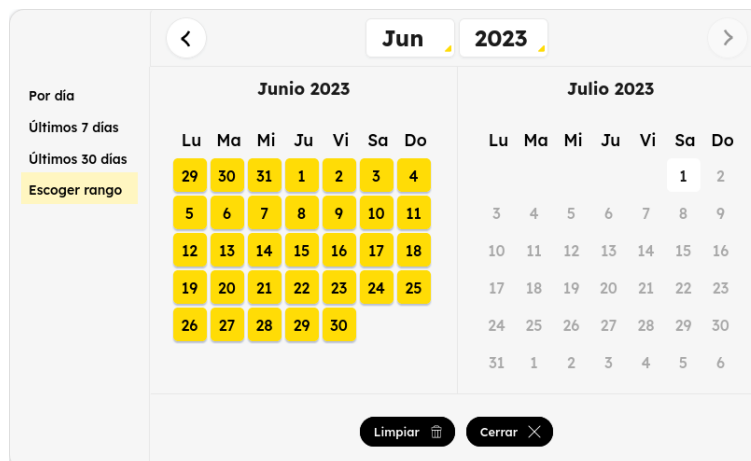 Jun 2023
Por día
Últimos 7 días
Últimos 30 días
Escoger rango
Junio 2023
Lu Ma Mi Ju Vi Sa Do
29 30 31 1 2 3 4
5 6 7 8 9 10 11
12 13 14 15 16 17 18
19 20 21 22 23 24 25
26 27 28 29 30
Julio 2023
Lu Ma Mi Ju Vi Sa Do
1 2
3 4 5 6 7 8 9
10 11 12 13 14 15 16
17 18 19 20 21 22 23
24 25 26 27 28 29 30
31 1 2 3 4 5 6
Limpiar
Cerrar